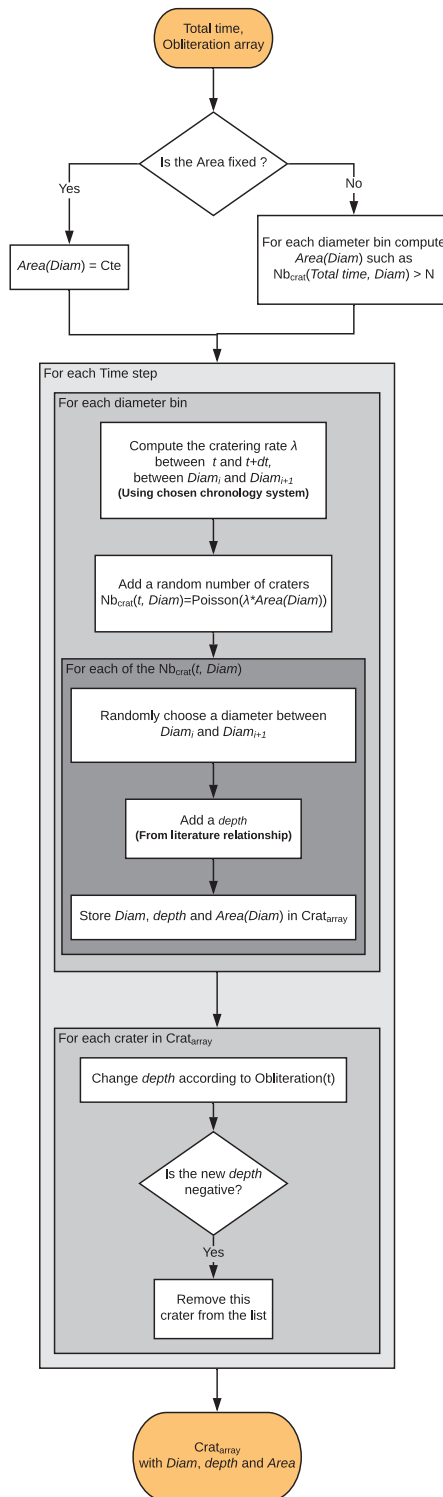 Total time,
Obliteration array
Is the Area fixed ?
Yes
No
Area(Diam) = Cte
For each diameter bin compute
Area(Diam) such as
Nbcrat(Total time, Diam) > N
For each Time step
For each diameter bin
Compute the cratering rate λ
between t and t+dt,
between Diami and Diami+1
(Using chosen chronology system)
Add a random number of craters
Nbcrat(t, Diam)=Poisson(λ*Area(Diam))
For each of the Nbcrat(t, Diam)
Randomly choose a diameter between
Diami and Diami+1
Add a depth
(From literature relationship)
Store Diam, depth and Area(Diam) in Cratarray
For each crater in Cratarray
Change depth according to Obliteration(t)
Is the new depth
negative?
Yes
Remove this
crater from the list
Cratarray
with Diam, depth and Area